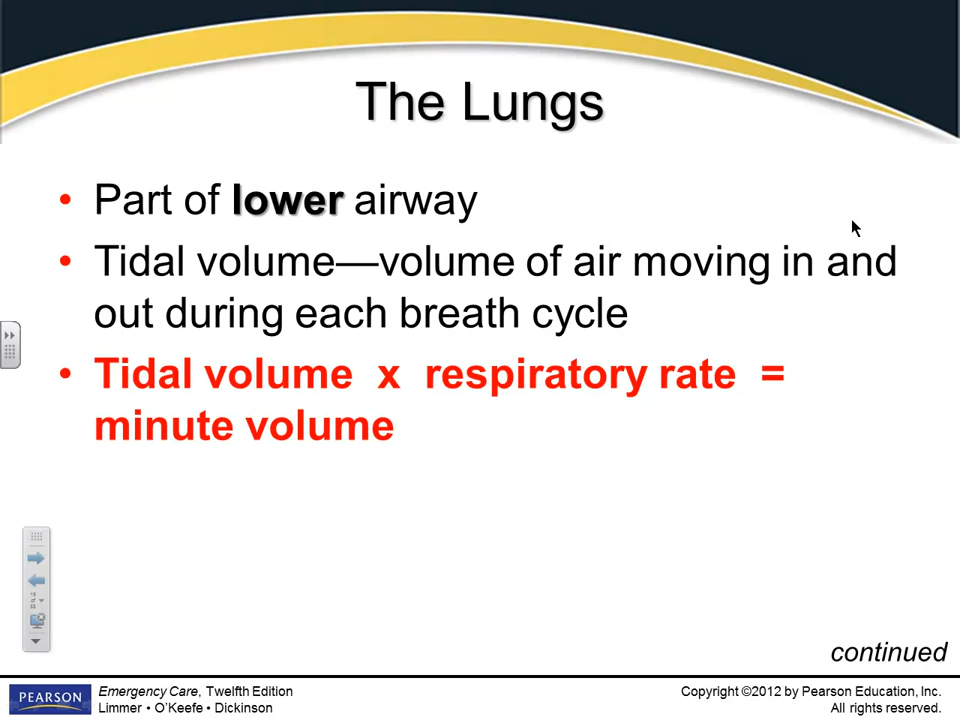 The Lungs
• Part of lower airway
• Tidal volume—volume of air moving in and
out during each breath cycle
• Tidal volume x respiratory rate =
minute volume
continued
PEARSON
Emergency Care, Twelfth Edition
Limmer • O'Keefe • Dickinson
Copyright ©2012 by Pearson Education, Inc.
All rights reserved.